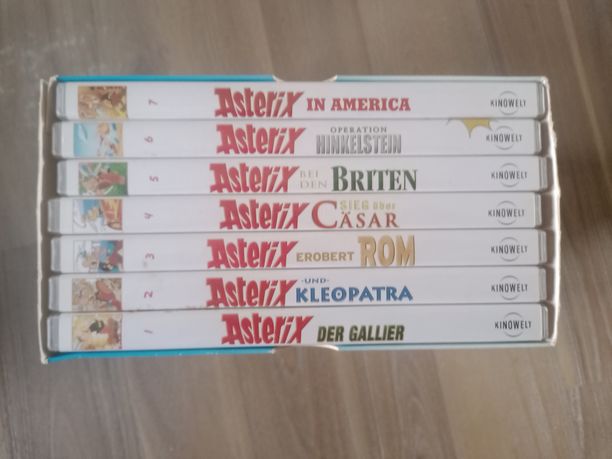 7 Asterix IN AMERICA KINOWELT
6 Asterix OPERATION HINKELSTEIN KINOWELT
5 Asterix BEI DEN BRITEN KINOWELT
4 Asterix SIEG über CÄSAR KINOWELT
3 Asterix EROBERT ROM KINOWELT
2 Asterix -UND- KLEOPATRA KINOWELT
1 Asterix DER GALLIER KINOWELT